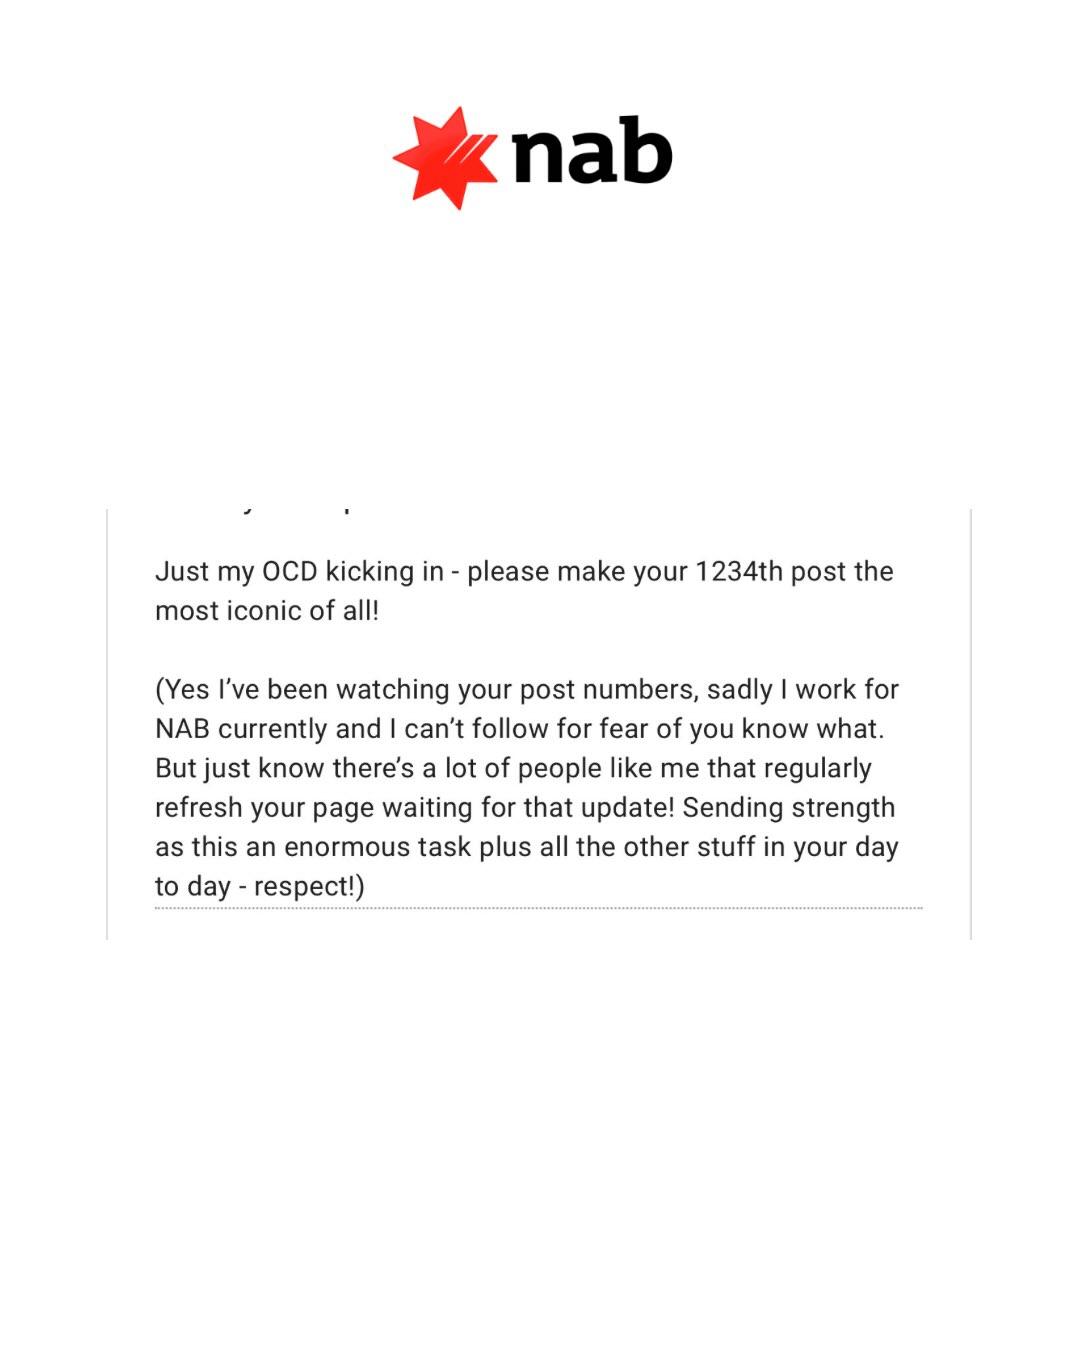 nab
Just my OCD kicking in - please make your 1234th post the
most iconic of all!
(Yes I’ve been watching your post numbers, sadly I work for
NAB currently and I can’t follow for fear of you know what.
But just know there’s a lot of people like me that regularly
refresh your page waiting for that update! Sending strength
as this an enormous task plus all the other stuff in your day
to day - respect!)